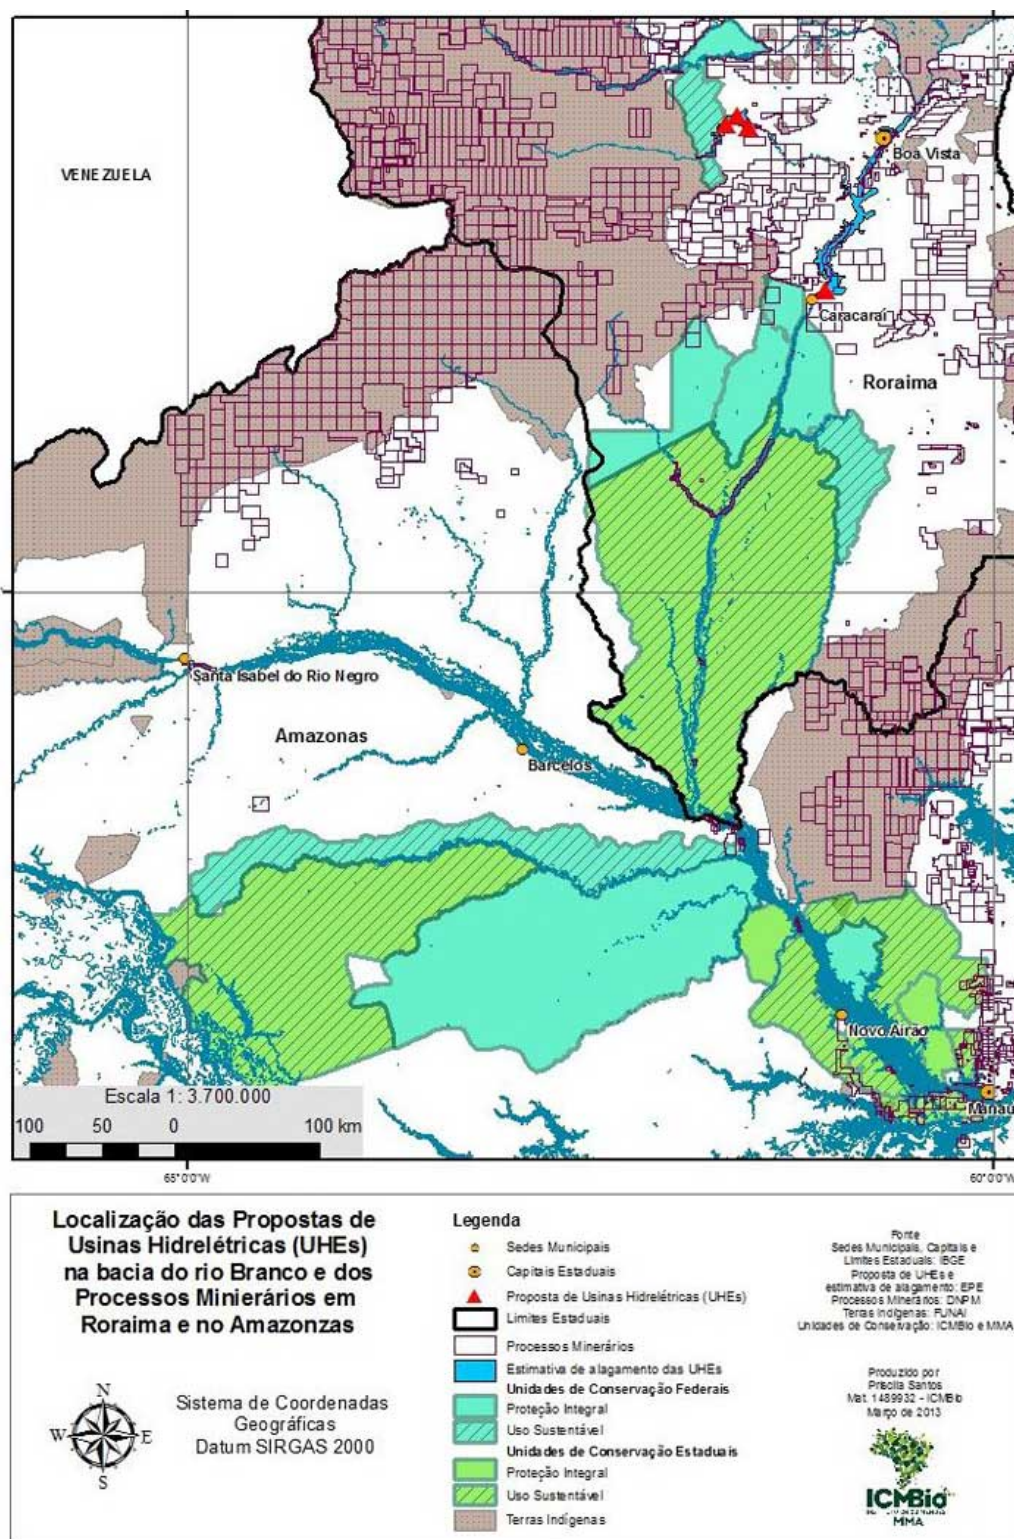 VENEZUELA
Boa Vista
Caracaraí
Roraima
Santa Isabel do Rio Negro
Amazonas
Barcelos
Novo Airão
Manau
Escala 1: 3.700.000
100 50 0 100 km
65°0'0"W
60°0'0"W
Localização das Propostas de
Usinas Hidrelétricas (UHEs)
na bacia do rio Branco e dos
Processos Minierários em
Roraima e no Amazonzas
N
W E
S
Sistema de Coordenadas
Geográficas
Datum SIRGAS 2000
Legenda
Sedes Municipais
Capitais Estaduais
Proposta de Usinas Hidrelétricas (UHEs)
Limites Estaduais
Processos Minerários
Estimativa de alagamento das UHEs
Unidades de Conservação Federais
Proteção Integral
Uso Sustentável
Unidades de Conservação Estaduais
Proteção Integral
Uso Sustentável
Terras Indígenas
Fonte
Sedes Municipais, Capitais e
Limites Estaduais: IBGE
Proposta de UHEs e
estimativa de alagamento: EPE
Processos Minerários: DNPM
Terras Indígenas: FUNAI
Unidades de Conservação: ICMBio e MMA
Produzido por
Priscila Santos
Mat. 1489932 - ICMBio
Março de 2013
ICMBio
MMA